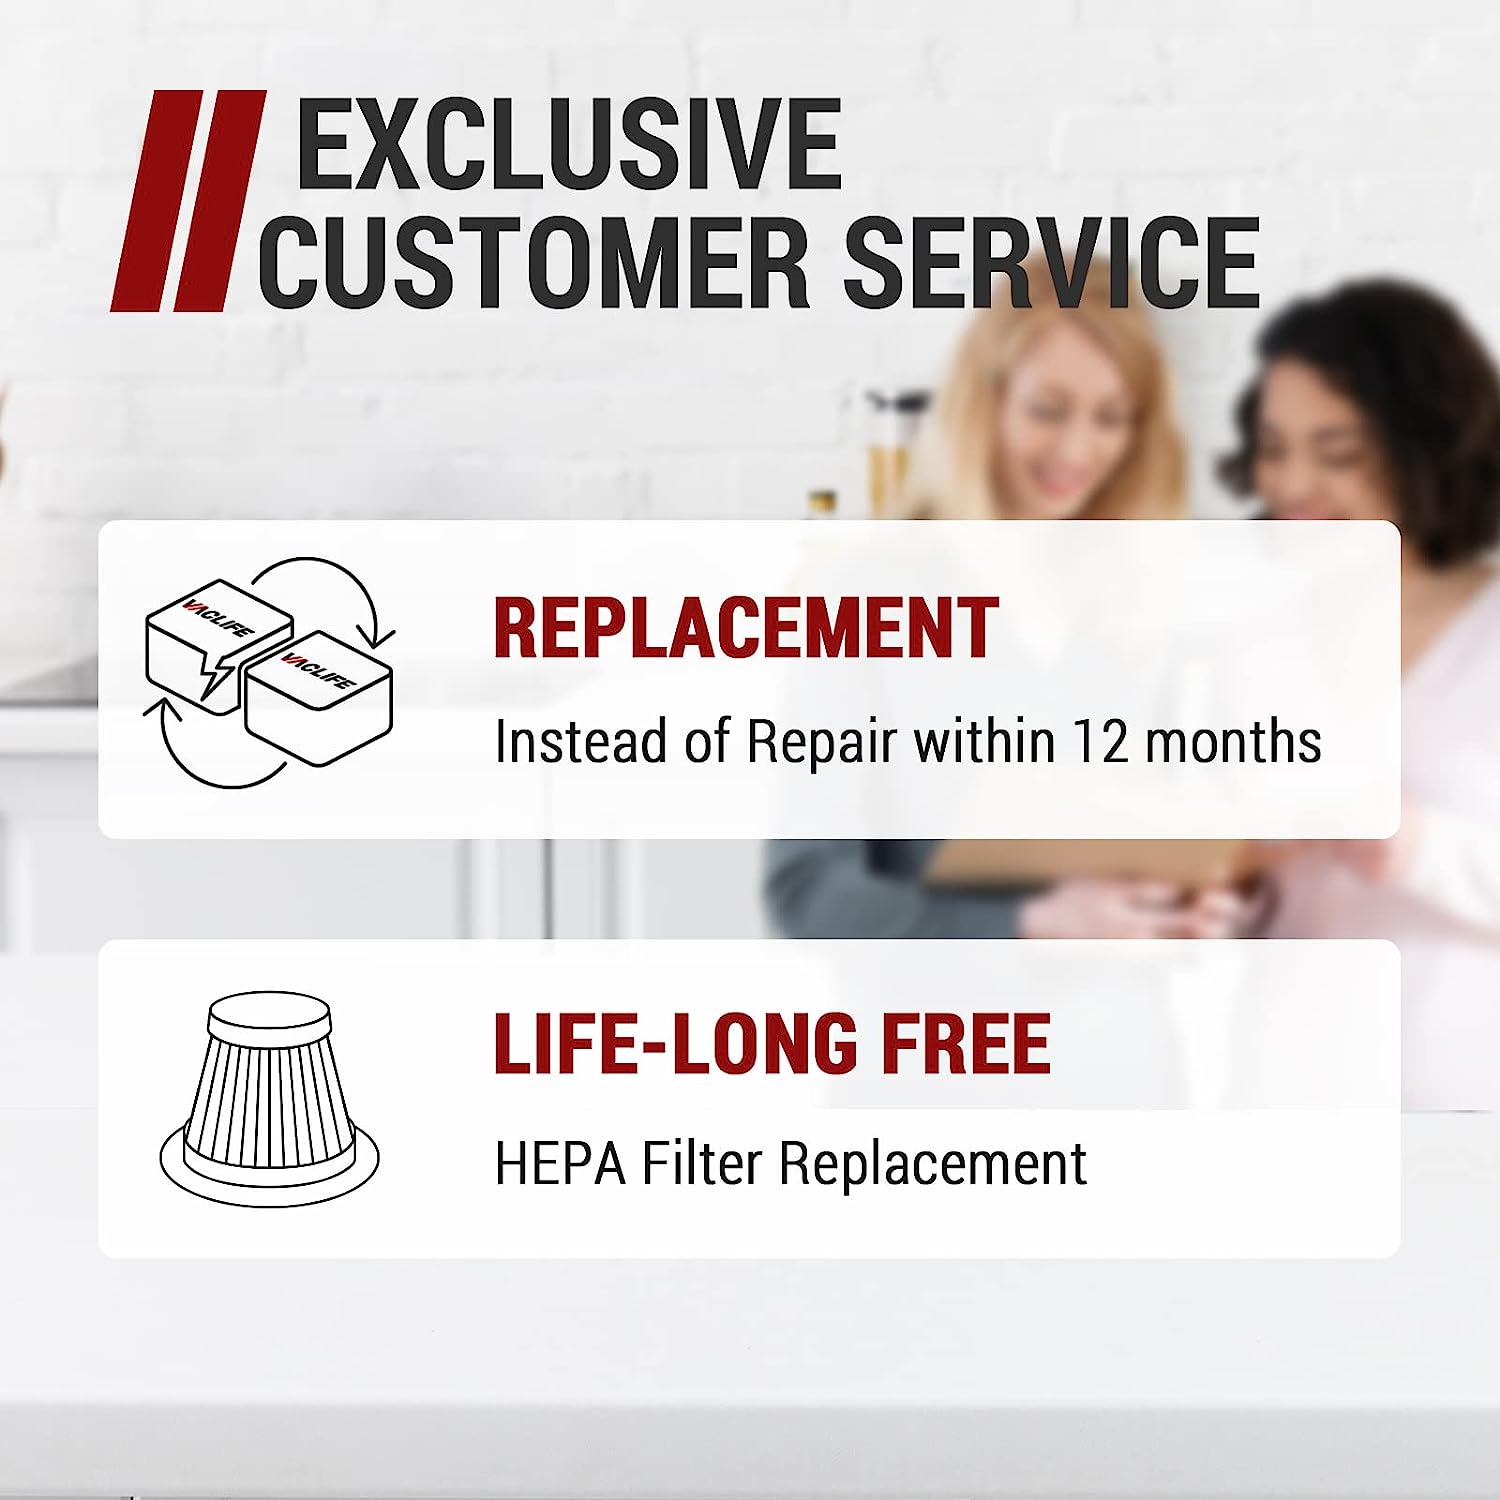 EXCLUSIVE
CUSTOMER SERVICE
VACLIFE
VACLIFE
REPLACEMENT
Instead of Repair within 12 months
LIFE-LONG FREE
HEPA Filter Replacement